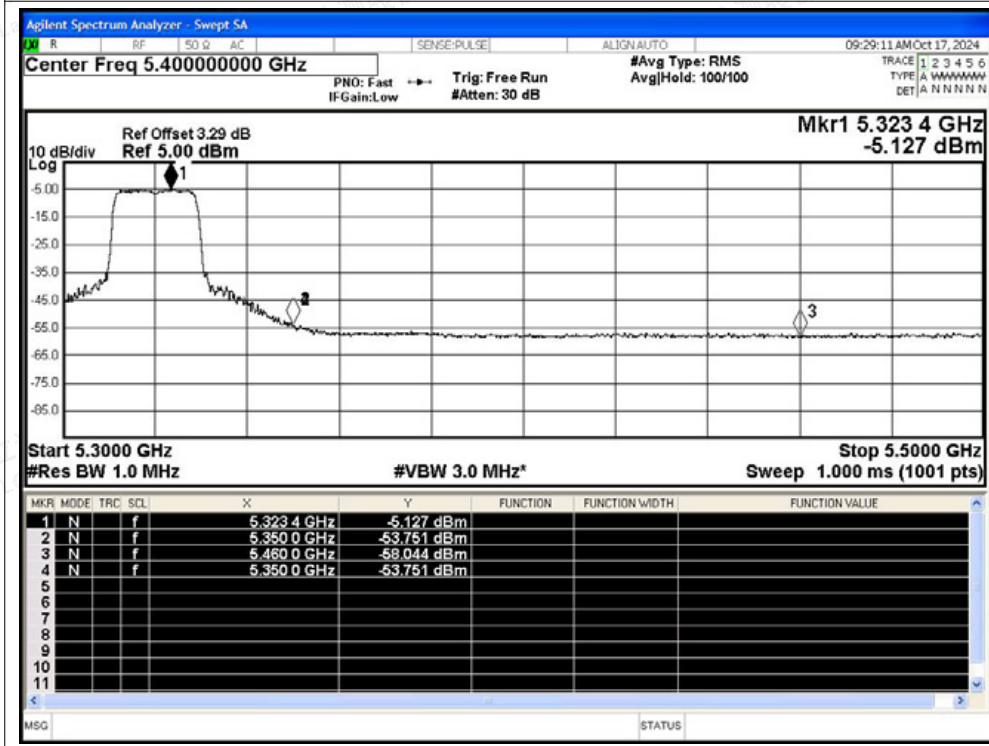 Agilent Spectrum Analyzer - Swept SA
LXI R RF 50 Ω AC SENSE:PULSE ALIGN AUTO 09:29:11 AM Oct 17, 2024
Center Freq 5.400000000 GHz
PNO: Fast
IFGain:Low
Trig: Free Run
#Atten: 30 dB
#Avg Type: RMS
Avg|Hold: 100/100
TRACE 1 2 3 4 5 6
TYPE A WWWWW
DET A N N N N N
Mkr1 5.323 4 GHz
-5.127 dBm
Ref Offset 3.29 dB
10 dB/div Ref 5.00 dBm
Log
1
-5.00
-15.0
-25.0
-35.0
-45.0
-55.0
-65.0
-75.0
-85.0
2
3
Start 5.3000 GHz Stop 5.5000 GHz
#Res BW 1.0 MHz #VBW 3.0 MHz* Sweep 1.000 ms (1001 pts)
MKR MODE TRC SCL X Y FUNCTION FUNCTION WIDTH FUNCTION VALUE
1 N f 5.323 4 GHz -5.127 dBm
2 N f 5.350 0 GHz -53.751 dBm
3 N f 5.460 0 GHz -58.044 dBm
4 N f 5.350 0 GHz -53.751 dBm
5
6
7
8
9
10
11
MSG STATUS